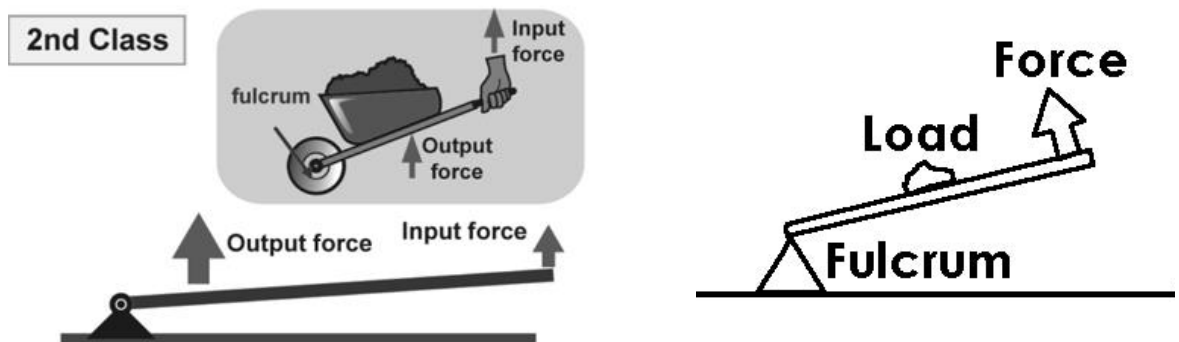 2nd Class
Input
force
fulcrum
Output
force
Output force
Input force
Force
Load
Fulcrum